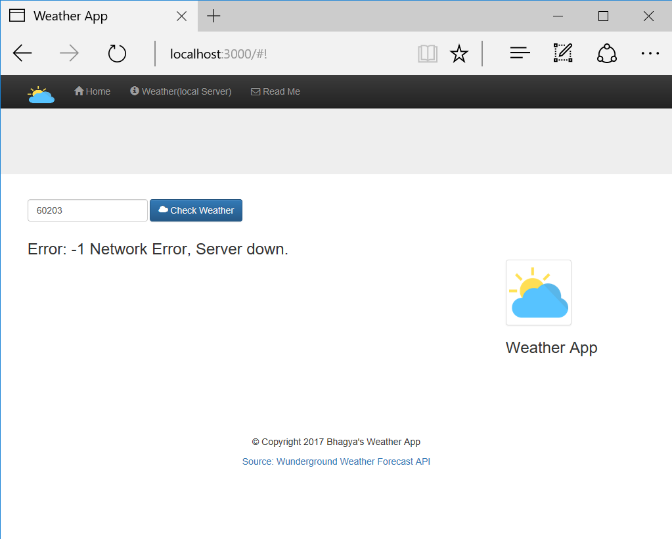 Weather App
localhost:3000/#!
Home Weather(local Server) Read Me
60203 Check Weather
Error: -1 Network Error, Server down.
Weather App
© Copyright 2017 Bhagya's Weather App
Source: Wunderground Weather Forecast API